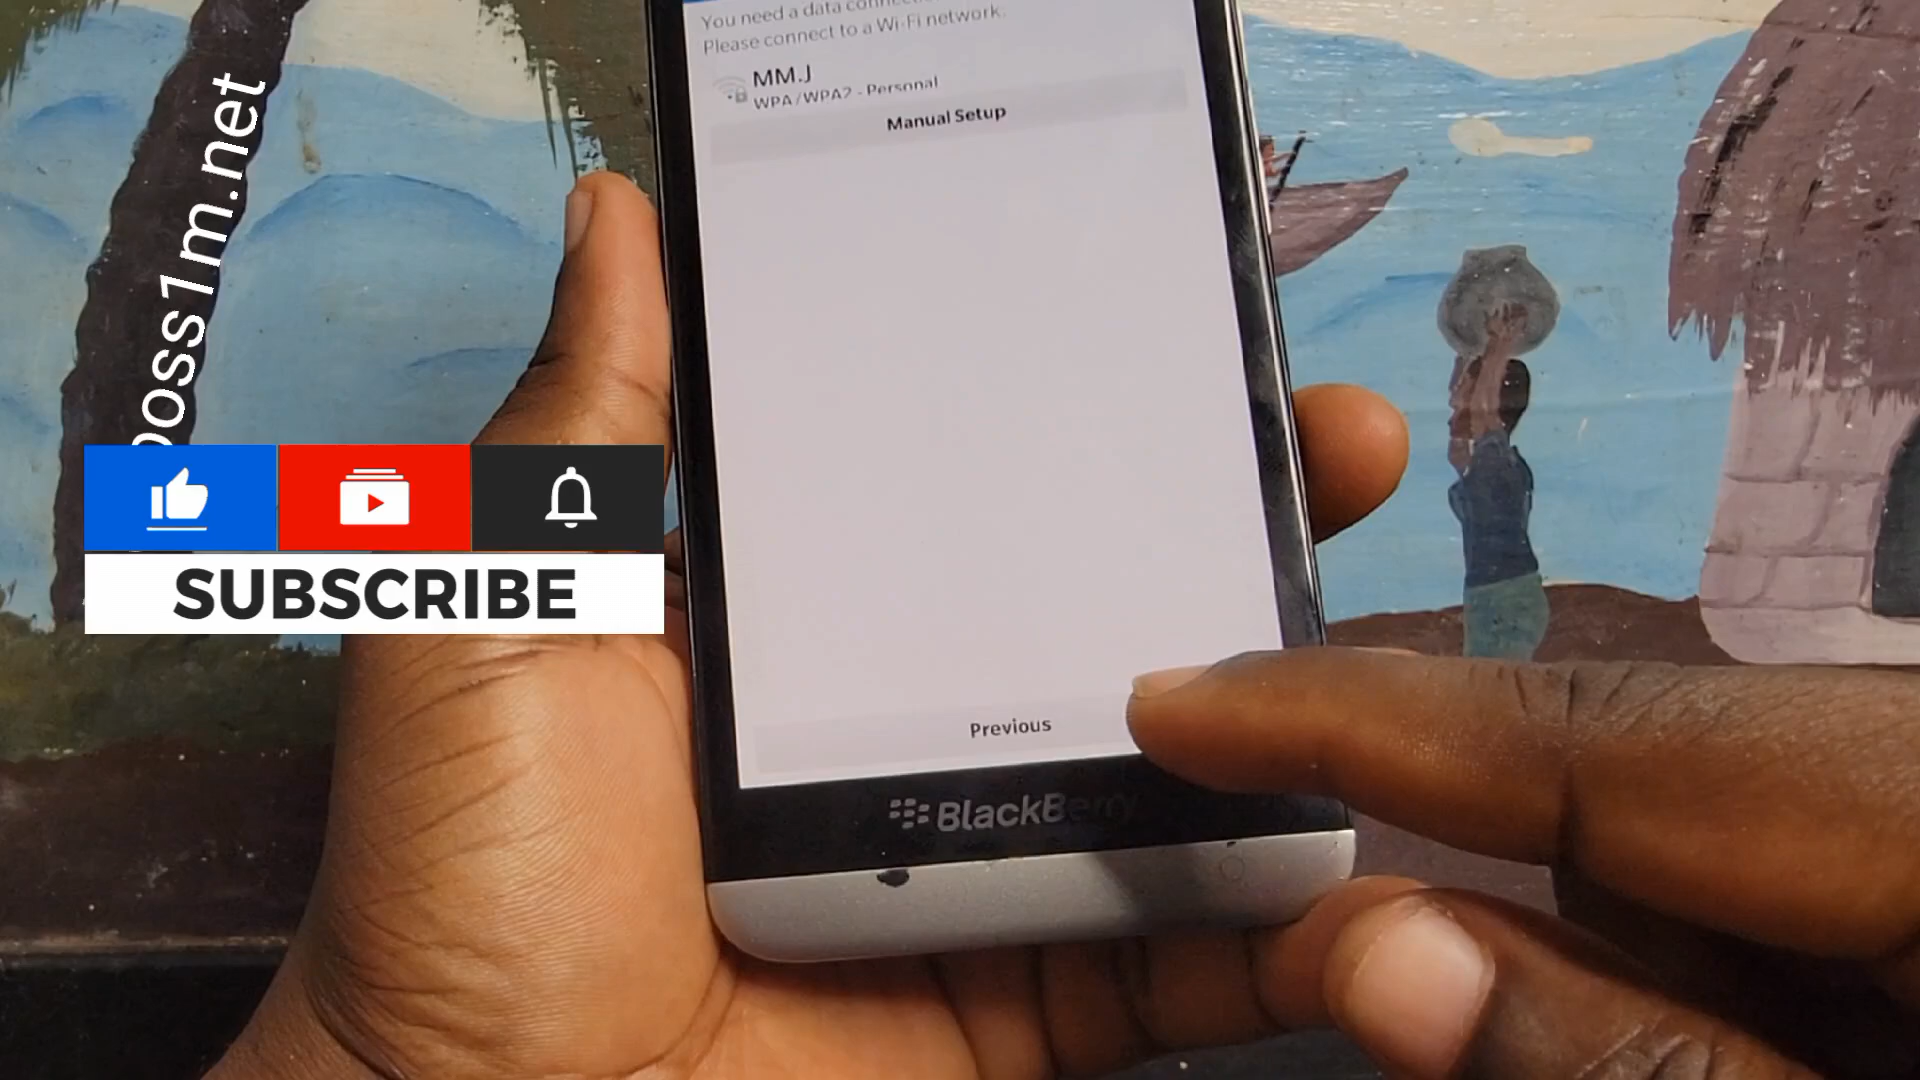 You need a data
Please connect to a Wi-Fi network.
MM.J
WPA/WPA2 - Personal
Manual Setup
oss1m.net
SUBSCRIBE
Previous
BlackBerry